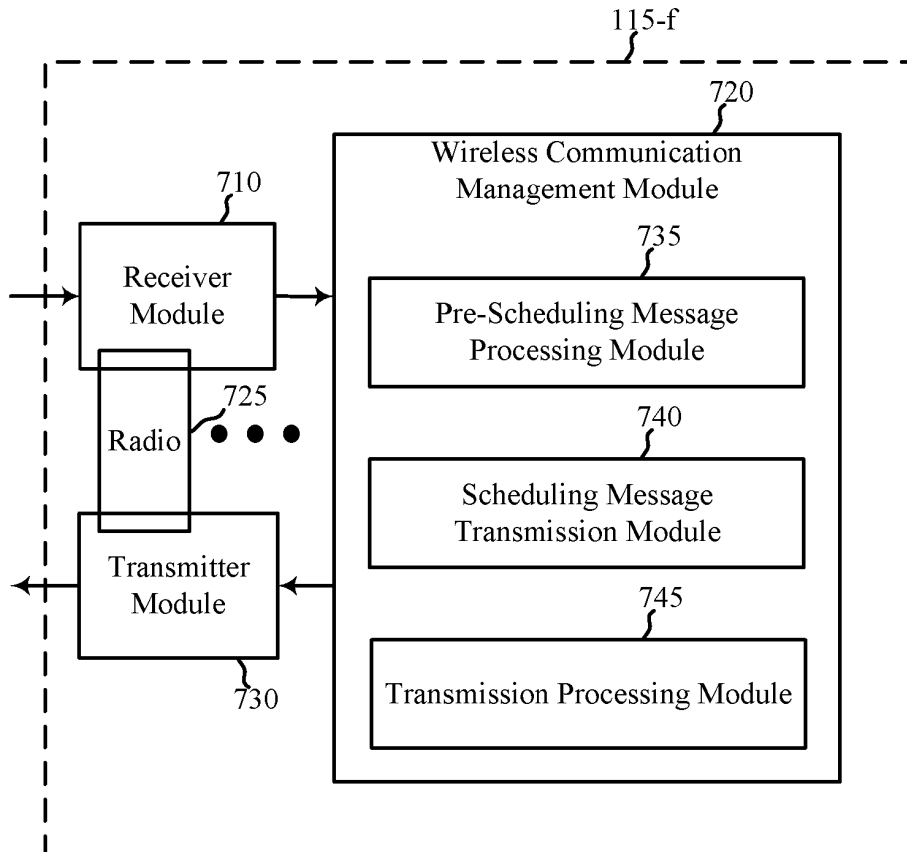 115-f
720
Wireless Communication
Management Module
710
Receiver
Module
735
Pre-Scheduling Message
Processing Module
725
Radio
740
Scheduling Message
Transmission Module
Transmitter
Module
730
745
Transmission Processing Module